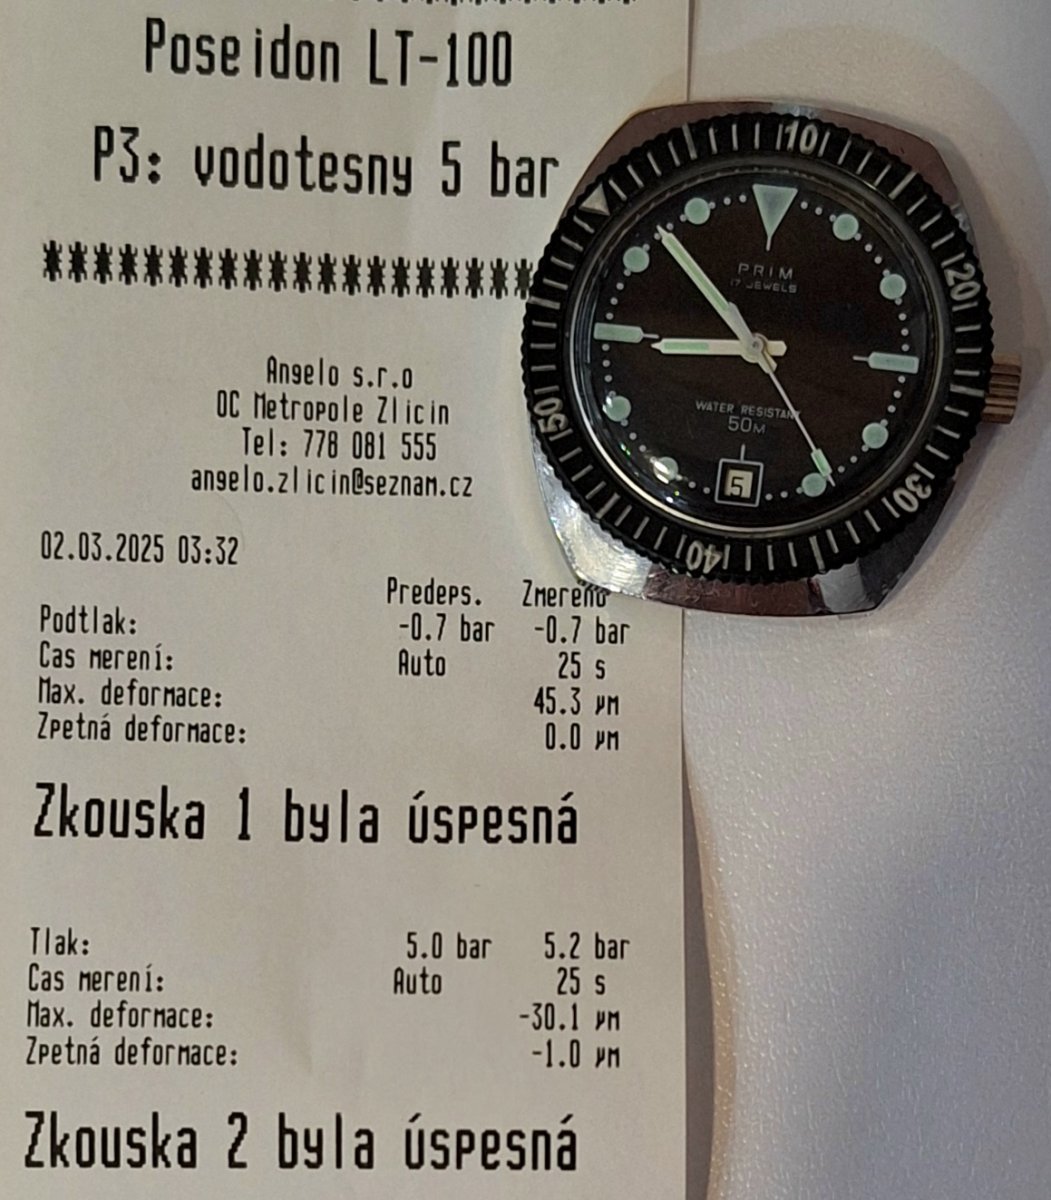 Poseidon LT-100
P3: vodotesny 5 bar
********************
Angelo s.r.o
OC Metropole Zlicin
Tel: 778 081 555
angelo.zlicin@seznam.cz
02.03.2025 03:32
Predeps. Zmereno
Podtlak: -0.7 bar -0.7 bar
Cas merení: Auto 25 s
Max. deformace: 45.3 µm
Zpetná deformace: 0.0 µm
Zkouska 1 byla úspesná
Tlak: 5.0 bar 5.2 bar
Cas merení: Auto 25 s
Max. deformace: -30.1 µm
Zpetná deformace: -1.0 µm
Zkouska 2 byla úspesná
10
20
30
40
50
PRIM
17 JEWELS
WATER RESISTANT
50M
5